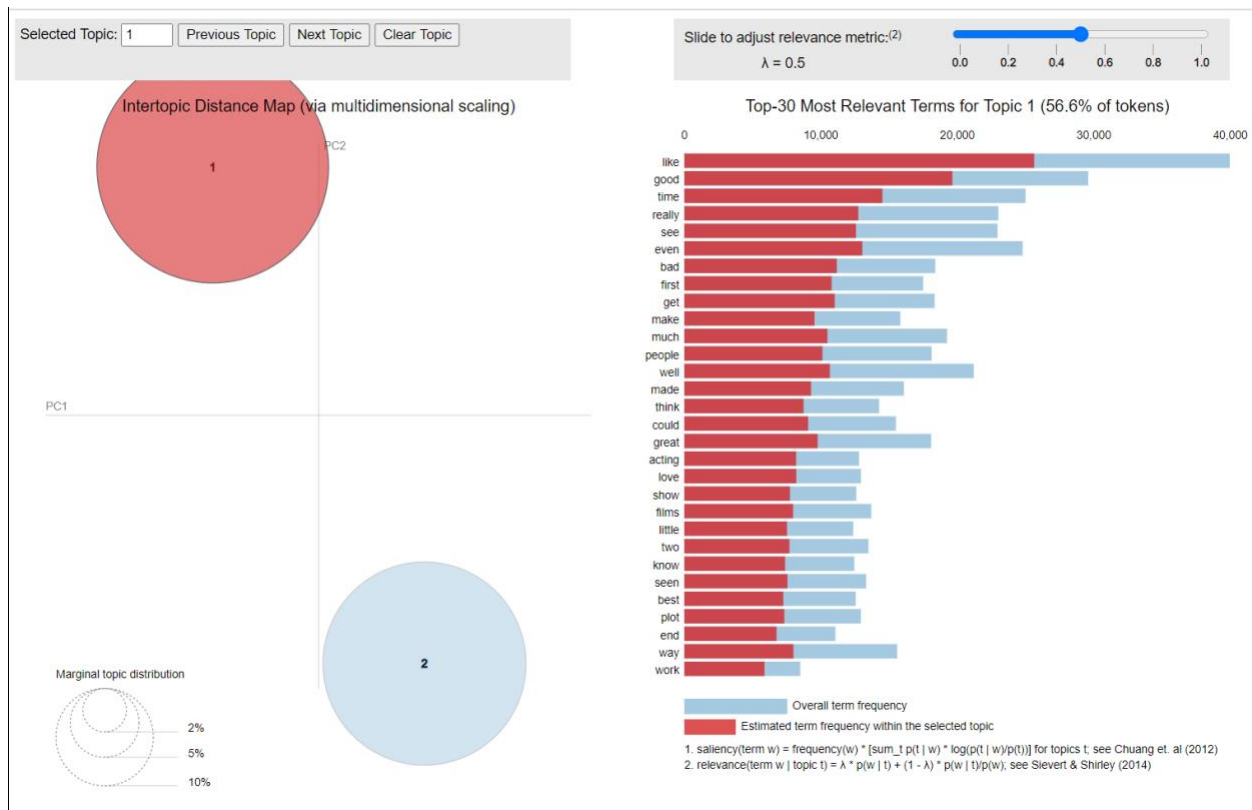 Selected Topic: 1 Previous Topic Next Topic Clear Topic
Slide to adjust relevance metric:(2)
λ = 0.5
0.0 0.2 0.4 0.6 0.8 1.0
Intertopic Distance Map (via multidimensional scaling)
PC2
1
PC1
2
Marginal topic distribution
2%
5%
10%
Top-30 Most Relevant Terms for Topic 1 (56.6% of tokens)
0 10,000 20,000 30,000 40,000
like
good
time
really
see
even
bad
first
get
make
much
people
well
made
think
could
great
acting
love
show
films
little
two
know
seen
best
plot
end
way
work
Overall term frequency
Estimated term frequency within the selected topic
1. saliency(term w) = frequency(w) * [sum_t p(t | w) * log(p(t | w)/p(t))] for topics t; see Chuang et. al (2012)
2. relevance(term w | topic t) = λ * p(w | t) + (1 - λ) * p(w | t)/p(w); see Sievert & Shirley (2014)